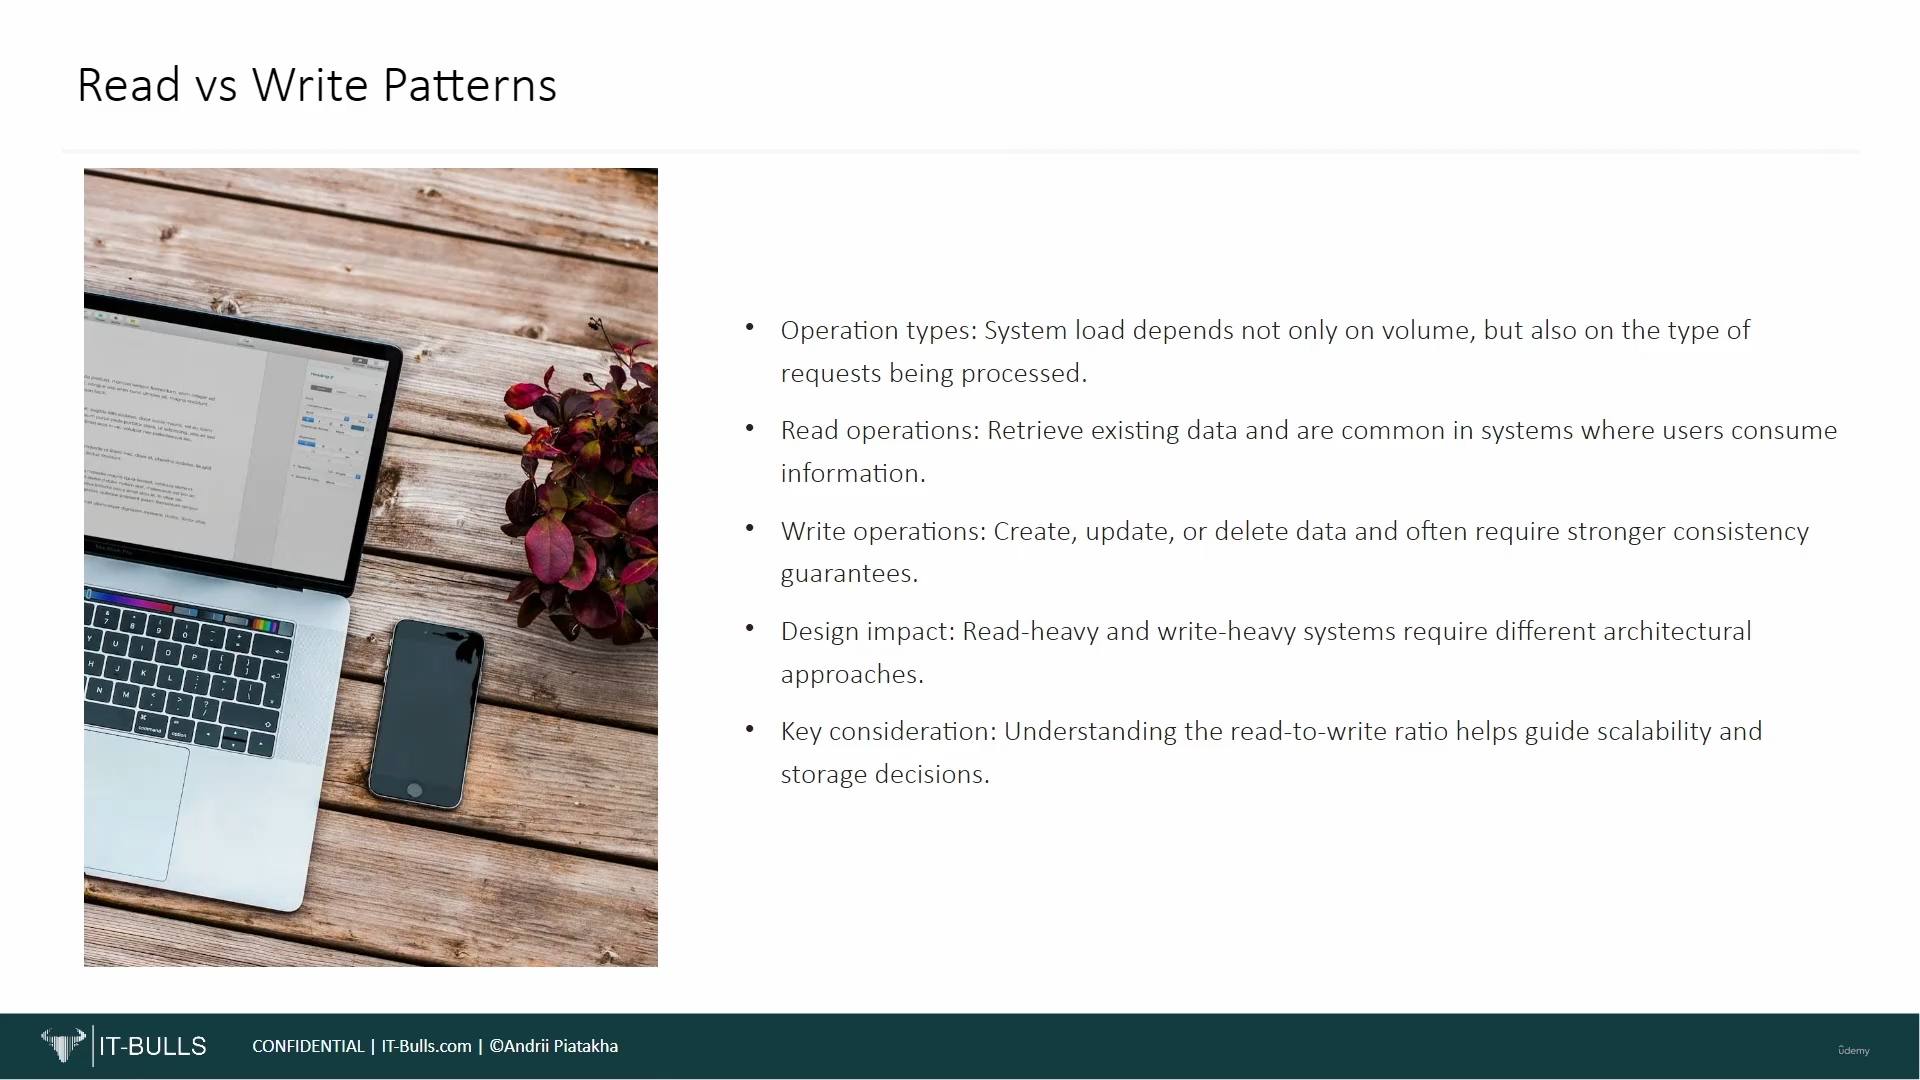 Read vs Write Patterns
• Operation types: System load depends not only on volume, but also on the type of
requests being processed.
• Read operations: Retrieve existing data and are common in systems where users consume
information.
• Write operations: Create, update, or delete data and often require stronger consistency
guarantees.
• Design impact: Read-heavy and write-heavy systems require different architectural
approaches.
• Key consideration: Understanding the read-to-write ratio helps guide scalability and
storage decisions.
IT-BULLS
CONFIDENTIAL | IT-Bulls.com | ©Andrii Piatakha
ûdemy